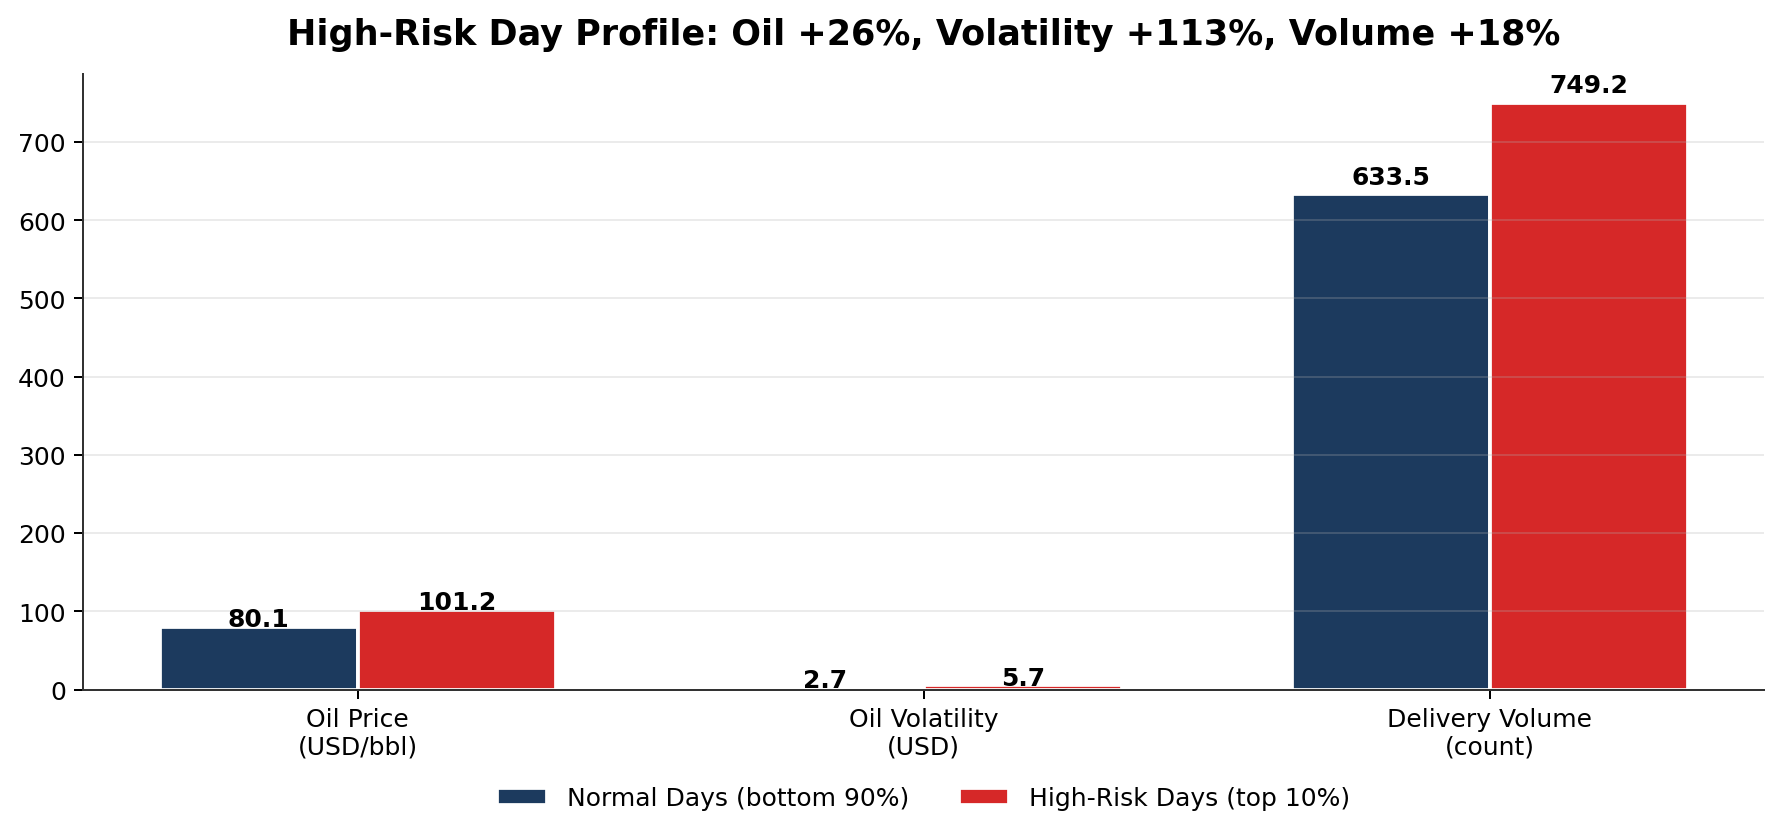 High-Risk Day Profile: Oil +26%, Volatility +113%, Volume +18%
749.2
700
633.5
600
500
400
300
200
101.2
100
80.1
5.7
2.7
0
Oil Price
(USD/bbl)
Oil Volatility
(USD)
Delivery Volume
(count)
Normal Days (bottom 90%)
High-Risk Days (top 10%)